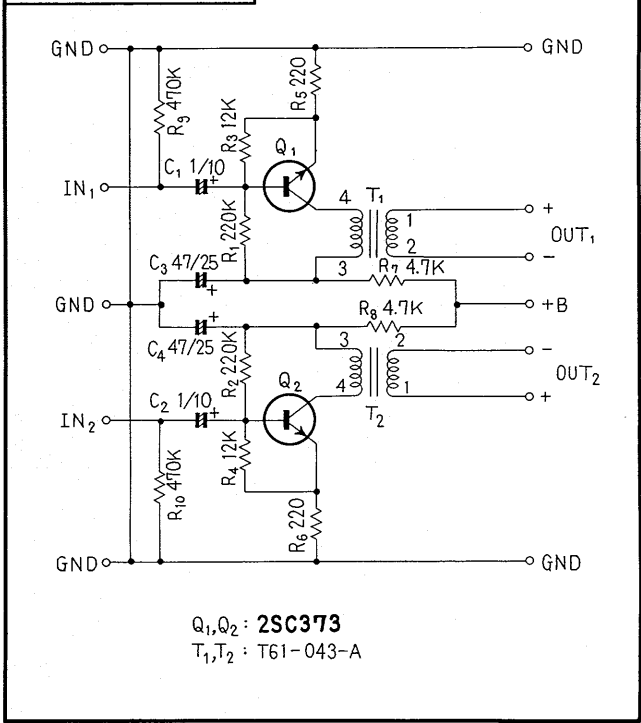 GND GND
R9 470K
R5 220
R3 12K
Q1
C1 1/10 +
IN1
4 T1 1
+
OUT1
R1 220K
3 2
-
C3 47/25 +
R7 4.7K
GND
+B
R8 4.7K
C4 47/25 +
R2 220K
3 2
-
OUT2
Q2
4 1
+
T2
C2 1/10 +
IN2
R4 12K
R10 470K
R6 220
GND GND
Q1,Q2 : 2SC373
T1,T2 : T61-043-A